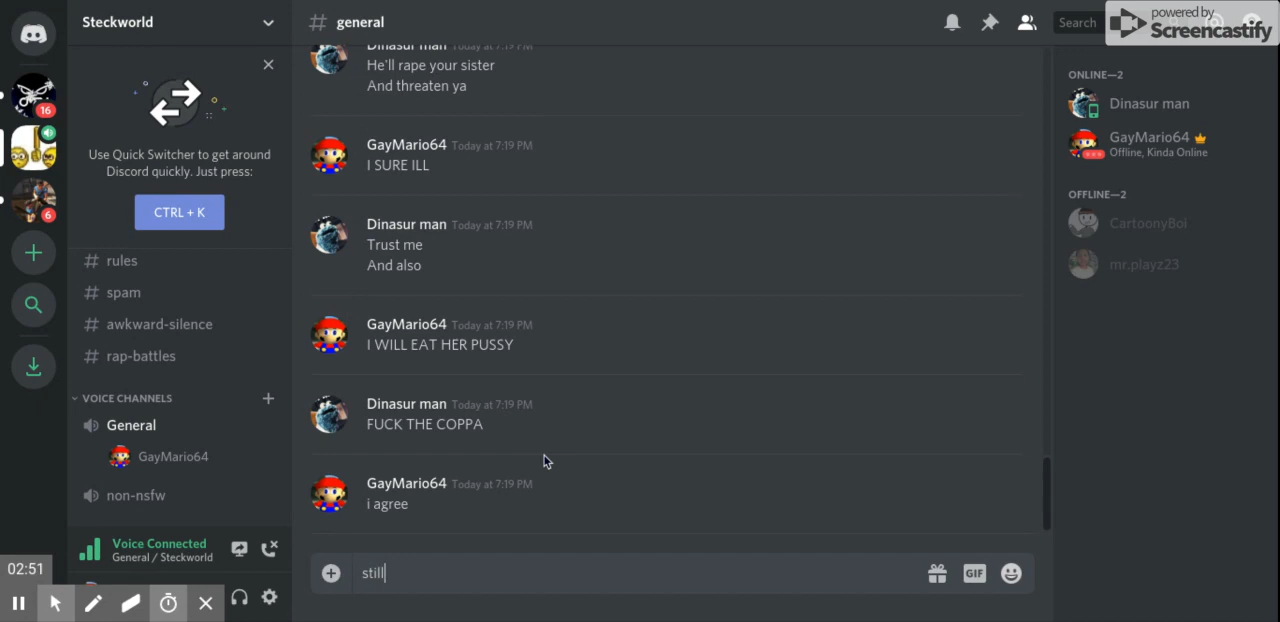 Steckworld
general
Search
powered by
Screencastify
16
6
Use Quick Switcher to get around
Discord quickly. Just press:
CTRL + K
rules
spam
awkward-silence
rap-battles
VOICE CHANNELS
General
GayMario64
non-nsfw
Voice Connected
General / Steckworld
02:51
Dinasur man Today at 7:19 PM
He'll rape your sister
And threaten ya
GayMario64 Today at 7:19 PM
I SURE ILL
Dinasur man Today at 7:19 PM
Trust me
And also
GayMario64 Today at 7:19 PM
I WILL EAT HER PUSSY
Dinasur man Today at 7:19 PM
FUCK THE COPPA
GayMario64 Today at 7:19 PM
i agree
still
GIF
ONLINE—2
Dinasur man
GayMario64
Offline, Kinda Online
OFFLINE—2
CartoonyBoi
mr.playz23